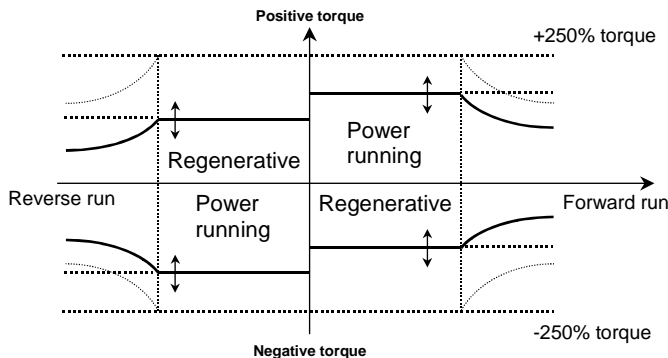 Positive torque
+250% torque
Power
running
Regenerative
Reverse run
Power
running
Regenerative
Forward run
-250% torque
Negative torque